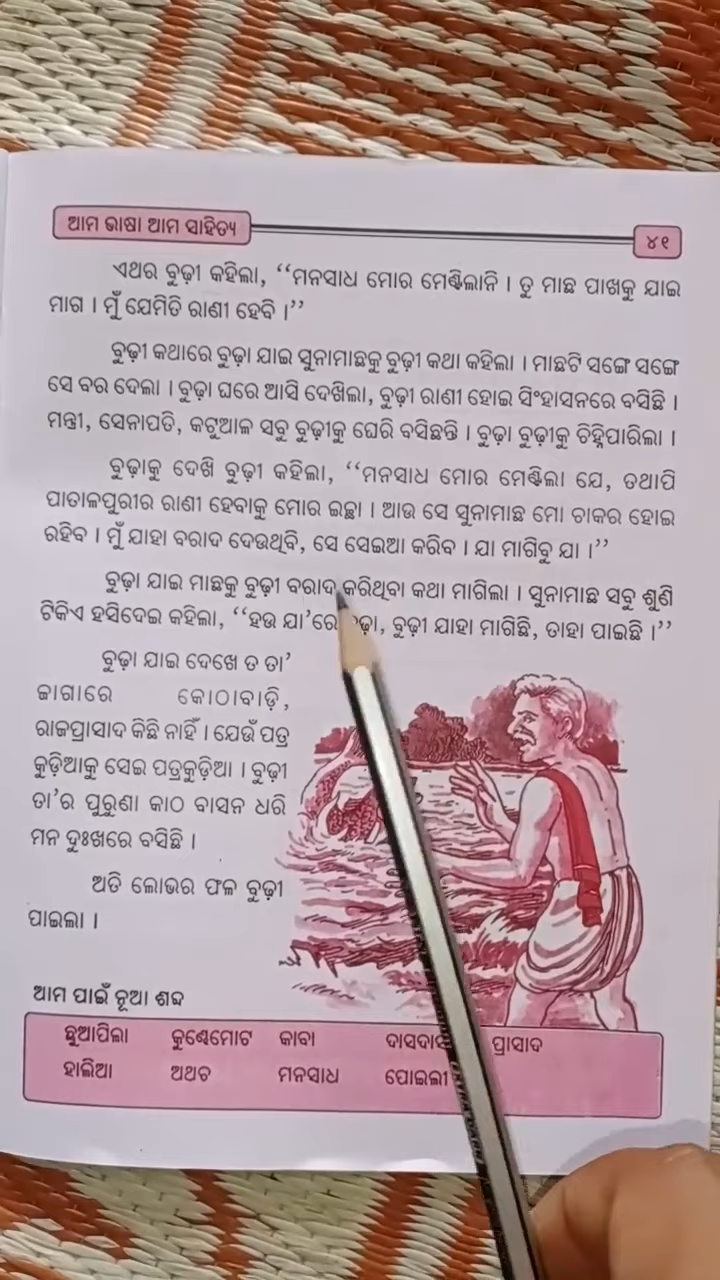 ଆମ ଭାଷା ଆମ ସାହିତ୍ୟ
୪୧
ଏଥର ବୁଢ଼ୀ କହିଲା, ‘‘ମନସାଧ ମୋର ମେଣ୍ଟିଲାନି । ତୁ ମାଛ ପାଖକୁ ଯାଇ
ମାଗ । ମୁଁ ଯେମିତି ରାଣୀ ହେବି ।’’
ବୁଢ଼ୀ କଥାରେ ବୁଢ଼ା ଯାଇ ସୁନାମାଛକୁ ବୁଢ଼ୀ କଥା କହିଲା । ମାଛଟି ସଙ୍ଗେ ସଙ୍ଗେ
ସେ ବର ଦେଲା । ବୁଢ଼ା ଘରେ ଆସି ଦେଖିଲା, ବୁଢ଼ୀ ରାଣୀ ହୋଇ ସିଂହାସନରେ ବସିଛି ।
ମନ୍ତ୍ରୀ, ସେନାପତି, କଟୁଆଳ ସବୁ ବୁଢ଼ୀକୁ ଘେରି ବସିଛନ୍ତି । ବୁଢ଼ା ବୁଢ଼ୀକୁ ଚିହ୍ନିପାରିଲା ।
ବୁଢ଼ାକୁ ଦେଖି ବୁଢ଼ୀ କହିଲା, ‘‘ମନସାଧ ମୋର ମେଣ୍ଟିଲା ଯେ, ତଥାପି
ପାତାଳପୁରୀର ରାଣୀ ହେବାକୁ ମୋର ଇଚ୍ଛା । ଆଉ ସେ ସୁନାମାଛ ମୋ ଚାକର ହୋଇ
ରହିବ । ମୁଁ ଯାହା ବରାଦ ଦେଉଥିବି, ସେ ସେଇଆ କରିବ । ଯା ମାଗିବୁ ଯା ।’’
ବୁଢ଼ା ଯାଇ ମାଛକୁ ବୁଢ଼ୀ ବରାଦ କରିଥିବା କଥା ମାଗିଲା । ସୁନାମାଛ ସବୁ ଶୁଣି
ଟିକିଏ ହସିଦେଇ କହିଲା, ‘‘ହଉ ଯା’ରେ ବୁଢ଼ା, ବୁଢ଼ୀ ଯାହା ମାଗିଛି, ତାହା ପାଇଛି ।’’
ବୁଢ଼ା ଯାଇ ଦେଖେ ତ ତା’
ଜାଗାରେ କୋଠାବାଡ଼ି,
ରାଜପ୍ରାସାଦ କିଛି ନାହିଁ । ଯେଉଁ ପତ୍ର
କୁଡ଼ିଆକୁ ସେଇ ପତ୍ରକୁଡ଼ିଆ । ବୁଢ଼ୀ
ତା’ର ପୁରୁଣା କାଠ ବାସନ ଧରି
ମନ ଦୁଃଖରେ ବସିଛି ।
ଅତି ଲୋଭର ଫଳ ବୁଢ଼ୀ
ପାଇଲା ।
ଆମ ପାଇଁ ନୂଆ ଶବ୍ଦ
ଛୁଆପିଲା କୁଣ୍ଢେମୋଟ କାବା ପ୍ରାସାଦ
ହାଲିଆ ଅଥଚ ମନସାଧ ପୋଇଲୀ